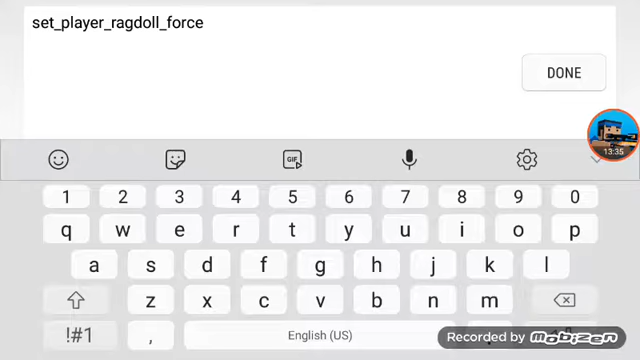 set_player_ragdoll_force
DONE
13:35
GIF
1 2 3 4 5 6 7 8 9 0
q w e r t y u i o p
a s d f g h j k l
z x c v b n m
!#1 , English (US)
Recorded by Mobizen